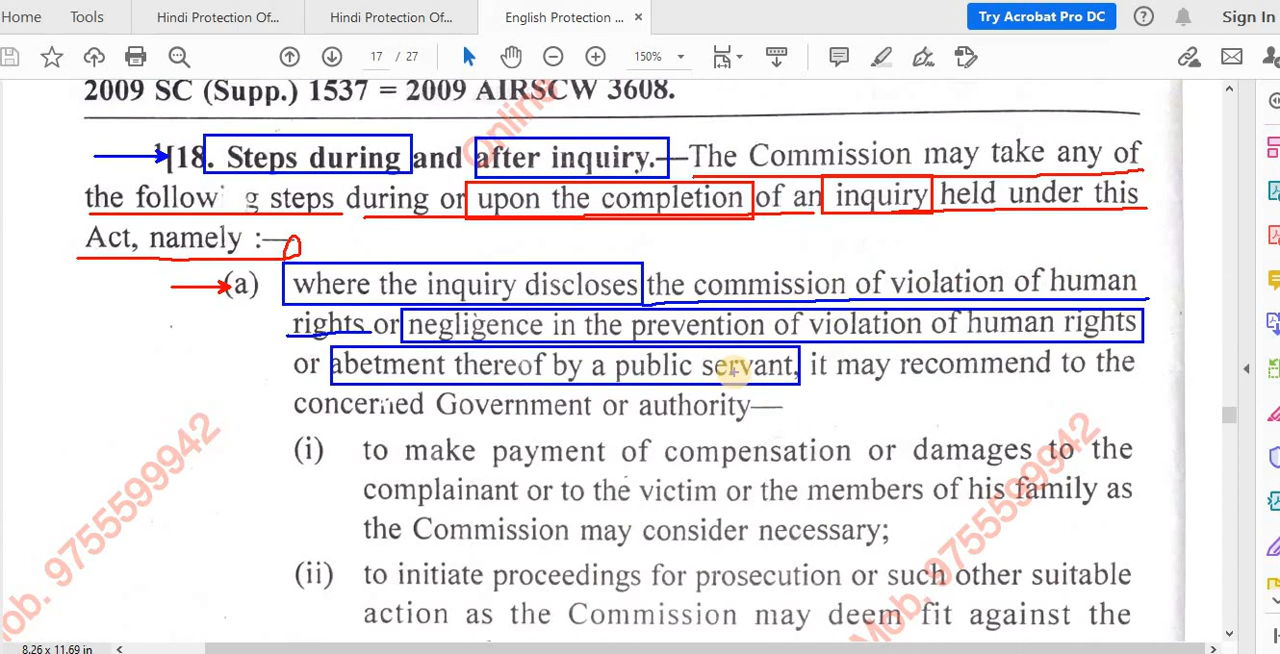 Home Tools Hindi Protection Of... Hindi Protection Of... English Protection ... × Try Acrobat Pro DC Sign In
17 / 27 150%
2009 SC (Supp.) 1537 = 2009 AIRSCW 3608.
¹[18. Steps during and after inquiry.—The Commission may take any of
the follow g steps during or upon the completion of an inquiry held under this
Act, namely :—
(a) where the inquiry discloses the commission of violation of human
rights or negligence in the prevention of violation of human rights
or abetment thereof by a public servant, it may recommend to the
concerned Government or authority—
(i) to make payment of compensation or damages to the
complainant or to the victim or the members of his family as
the Commission may consider necessary;
(ii) to initiate proceedings for prosecution or such other suitable
action as the Commission may deem fit against the
Online
Mob. 9755599942
Mob. 9755599942
8.26 x 11.69 in